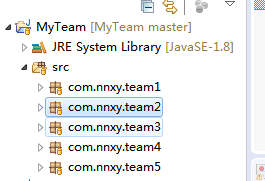 MyTeam [MyTeam master]
JRE System Library [JavaSE-1.8]
src
com.nnxy.team1
com.nnxy.team2
com.nnxy.team3
com.nnxy.team4
com.nnxy.team5